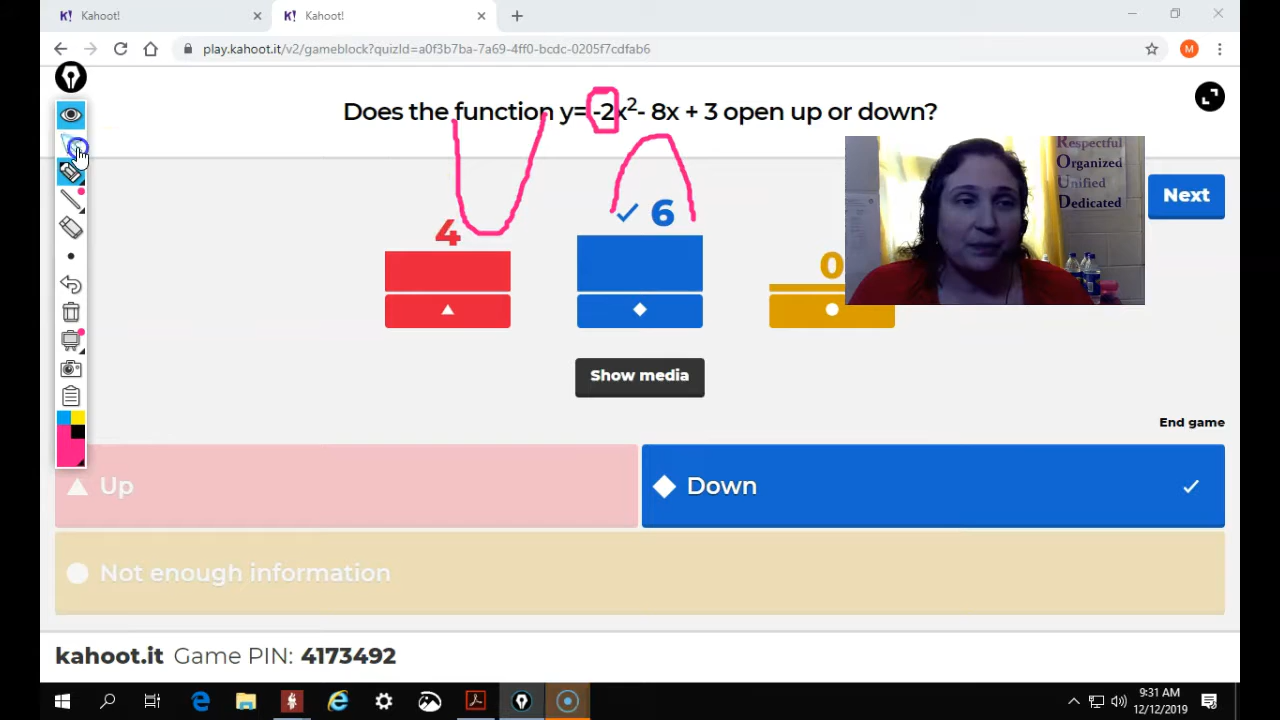 Kahoot!
Kahoot!
play.kahoot.it/v2/gameblock?quizId=a0f3b7ba-7a69-4ff0-bcdc-0205f7cdfab6
M
Does the function y= -2x²- 8x + 3 open up or down?
Respectful
Organized
Unified
Dedicated
Next
4
6
0
Show media
End game
Up
Down
Not enough information
kahoot.it Game PIN: 4173492
9:31 AM
12/12/2019